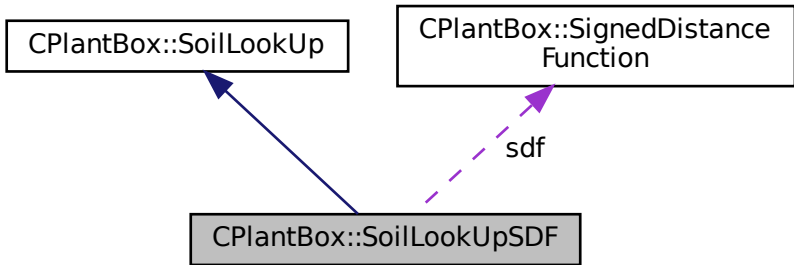 CPlantBox::SoilLookUp
CPlantBox::SignedDistance
Function
sdf
CPlantBox::SoilLookUpSDF